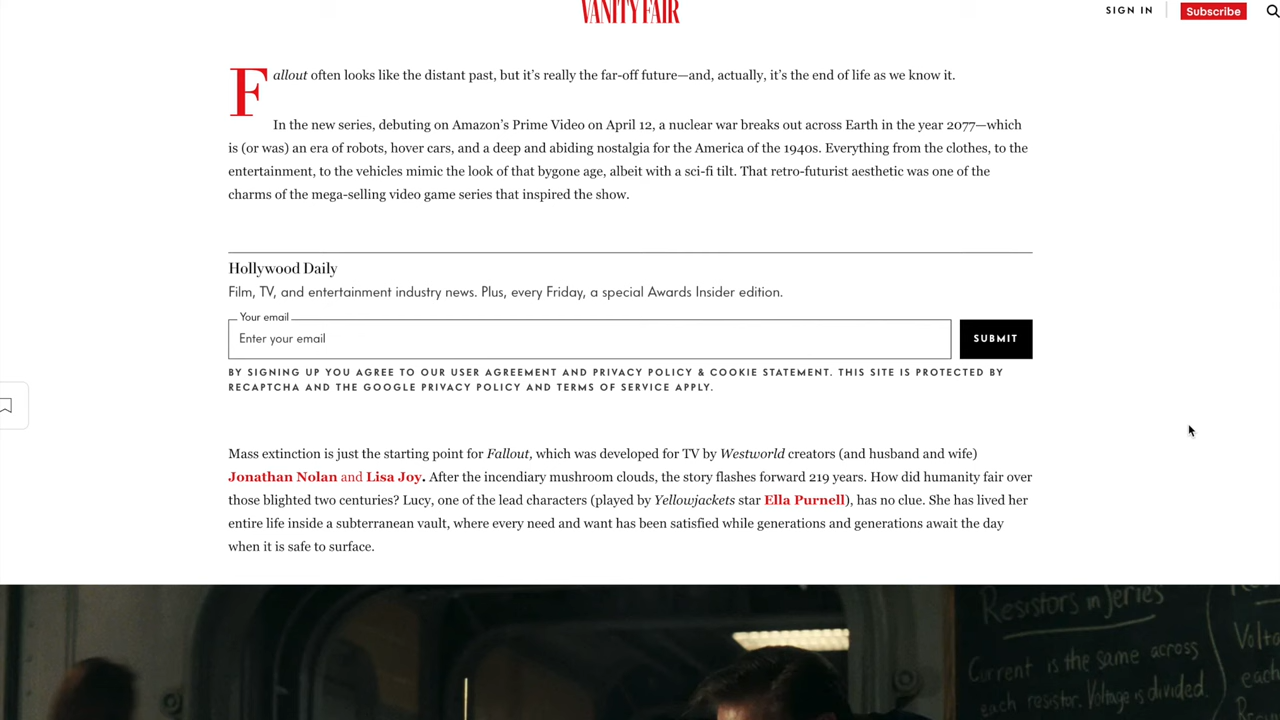 VANITY FAIR
SIGN IN
Subscribe
Fallout often looks like the distant past, but it’s really the far-off future—and, actually, it’s the end of life as we know it.
In the new series, debuting on Amazon’s Prime Video on April 12, a nuclear war breaks out across Earth in the year 2077—which
is (or was) an era of robots, hover cars, and a deep and abiding nostalgia for the America of the 1940s. Everything from the clothes, to the
entertainment, to the vehicles mimic the look of that bygone age, albeit with a sci-fi tilt. That retro-futurist aesthetic was one of the
charms of the mega-selling video game series that inspired the show.
Hollywood Daily
Film, TV, and entertainment industry news. Plus, every Friday, a special Awards Insider edition.
Your email
Enter your email
SUBMIT
BY SIGNING UP YOU AGREE TO OUR USER AGREEMENT AND PRIVACY POLICY & COOKIE STATEMENT. THIS SITE IS PROTECTED BY
RECAPTCHA AND THE GOOGLE PRIVACY POLICY AND TERMS OF SERVICE APPLY.
Mass extinction is just the starting point for Fallout, which was developed for TV by Westworld creators (and husband and wife)
Jonathan Nolan and Lisa Joy. After the incendiary mushroom clouds, the story flashes forward 219 years. How did humanity fair over
those blighted two centuries? Lucy, one of the lead characters (played by Yellowjackets star Ella Purnell), has no clue. She has lived her
entire life inside a subterranean vault, where every need and want has been satisfied while generations and generations await the day
when it is safe to surface.
Resistors in Series
Current is the same across
each resistor. Voltage is divided.
each